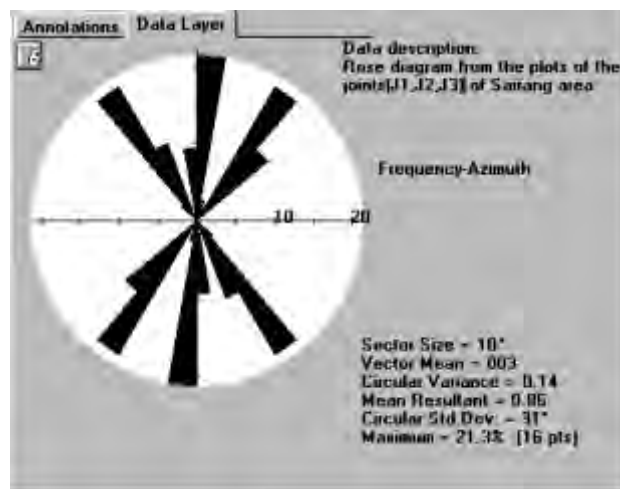 Annotations Data Layer
Data description:
Rose diagram from the plots of the
joints[J1,J2,J3] of Sairang area
Frequency-Azimuth
10 20
Sector Size = 10°
Vector Mean = 003
Circular Variance = 0.14
Mean Resultant = 0.86
Circular Std.Dev. = 31°
Maximum = 21.3% [16 pts]